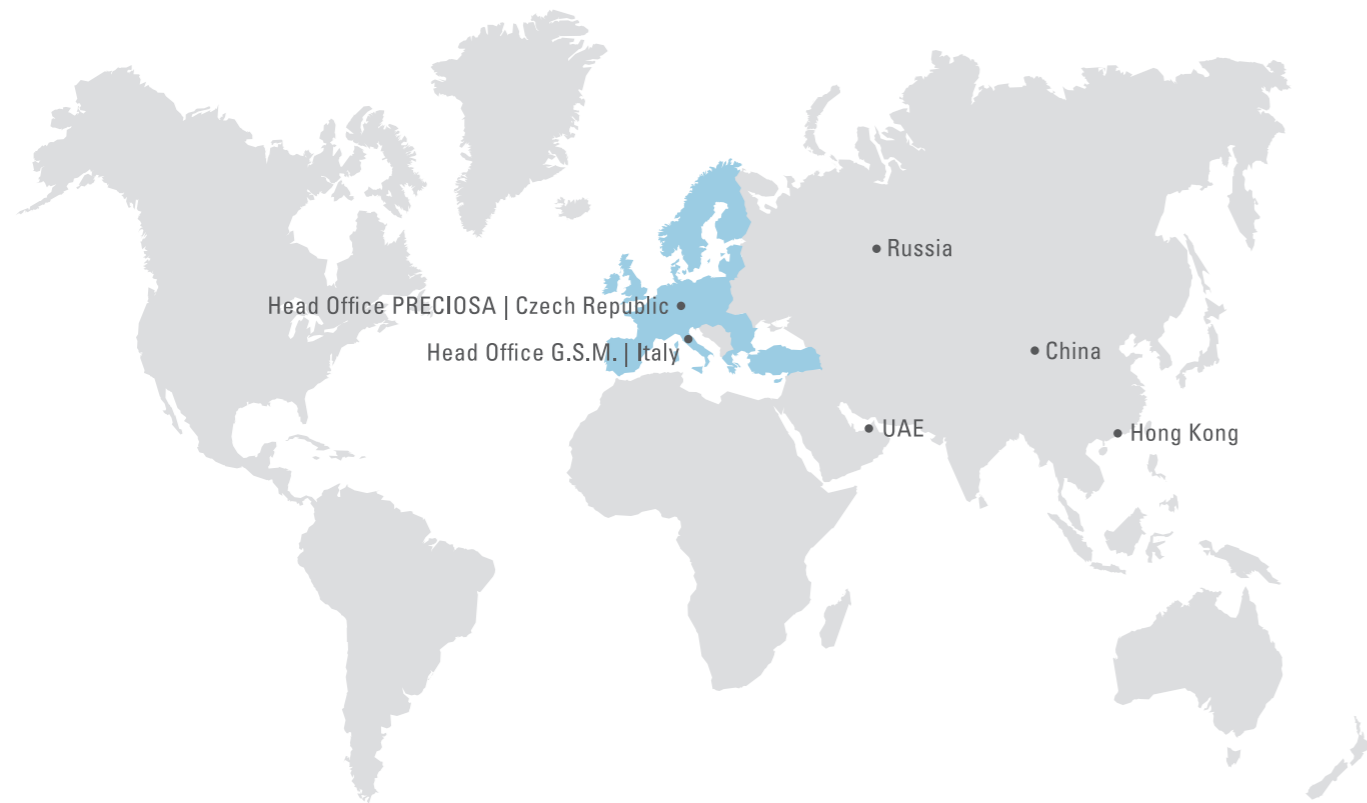 Russia
Head Office PRECIOSA | Czech Republic
Head Office G.S.M. | Italy
China
UAE
Hong Kong